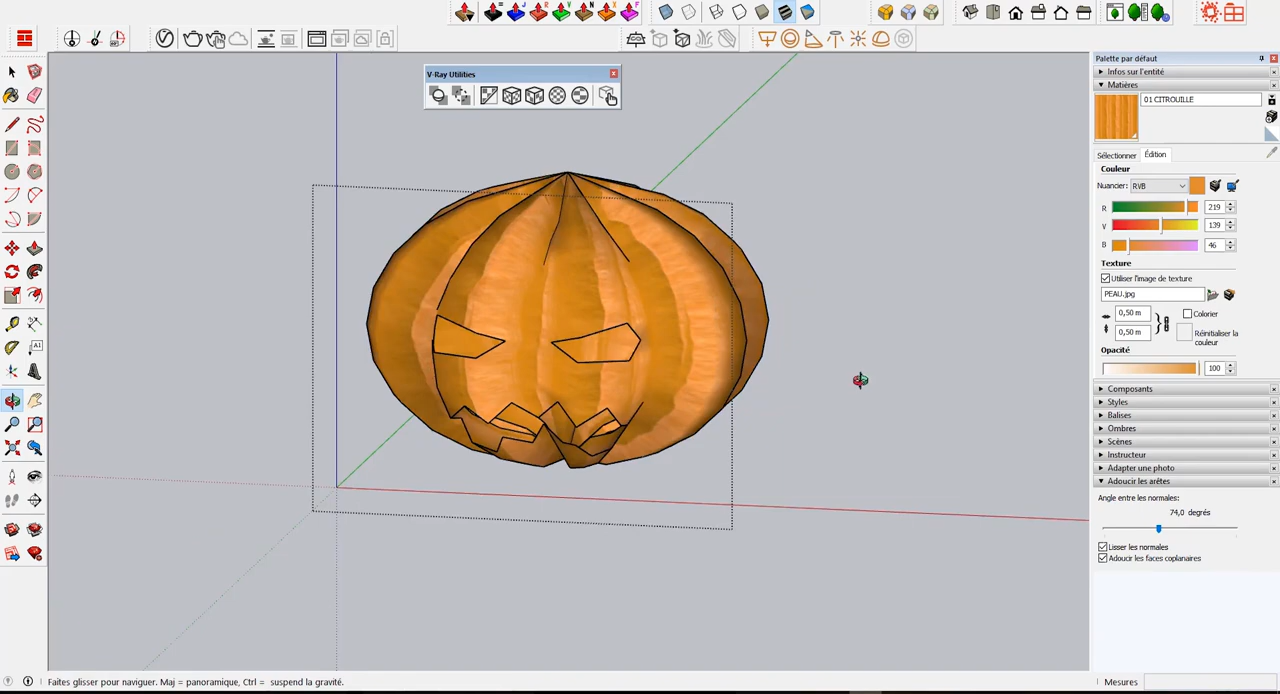 V-Ray Utilities
Palette par défaut
Infos sur l'entité
Matières
01 CITROUILLE
Sélectionner
Édition
Couleur
Nuancier: RVB
R 219
V 139
B 46
Texture
Utiliser l'image de texture
PEAU.jpg
0,50 m
Colorier
0,50 m
Réinitialiser la
couleur
Opacité
100
Composants
Styles
Balises
Ombres
Scènes
Instructeur
Adapter une photo
Adoucir les arêtes
Angle entre les normales:
74,0 degrés
Lisser les normales
Adoucir les faces coplanaires
Faites glisser pour naviguer. Maj = panoramique, Ctrl = suspend la gravité.
Mesures